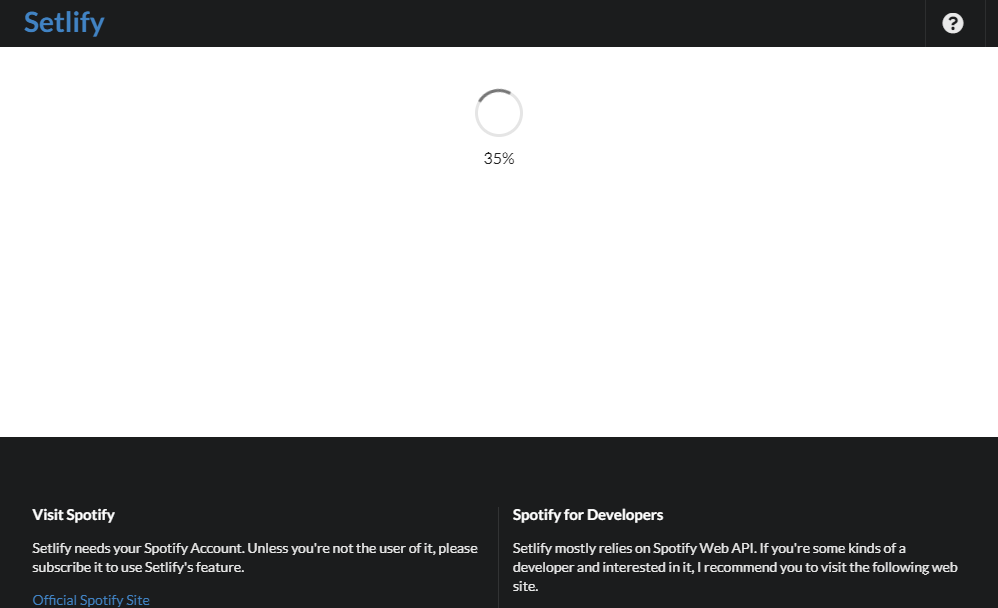 Setlify
?
35%
Visit Spotify
Setlify needs your Spotify Account. Unless you're not the user of it, please
subscribe it to use Setlify's feature.
Official Spotify Site
Spotify for Developers
Setlify mostly relies on Spotify Web API. If you're some kinds of a
developer and interested in it, I recommend you to visit the following web
site.